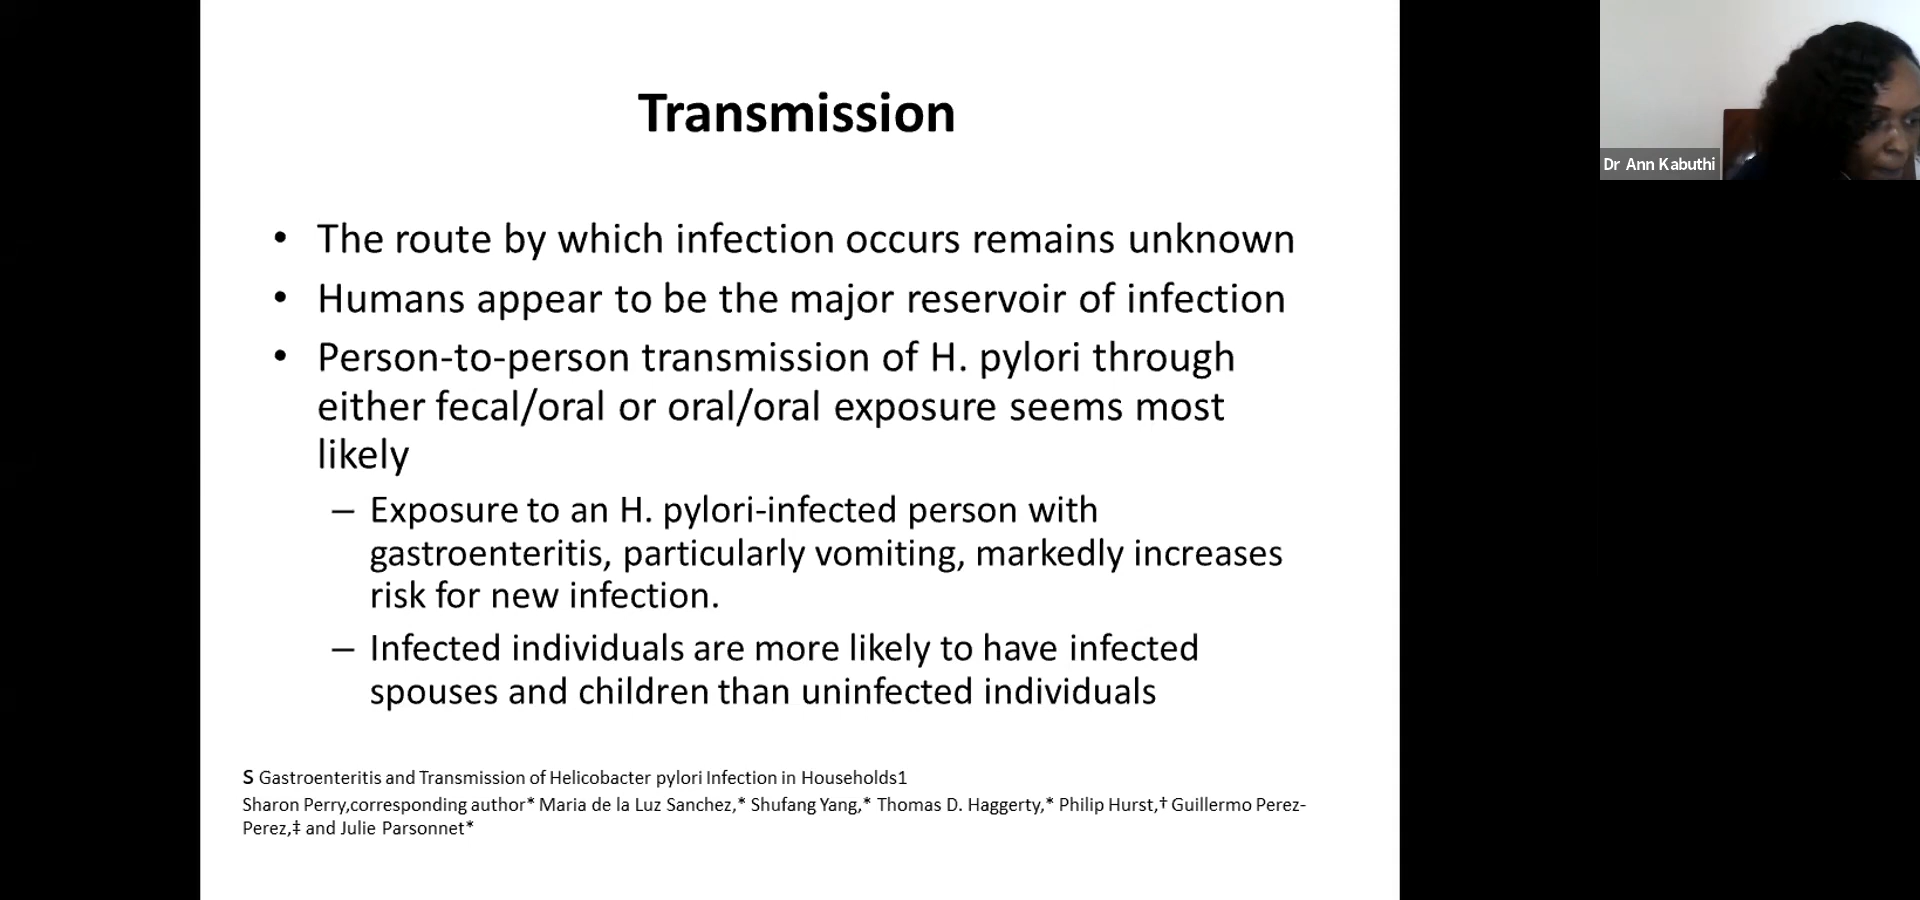 Transmission
• The route by which infection occurs remains unknown
• Humans appear to be the major reservoir of infection
• Person-to-person transmission of H. pylori through
either fecal/oral or oral/oral exposure seems most
likely
– Exposure to an H. pylori-infected person with
gastroenteritis, particularly vomiting, markedly increases
risk for new infection.
– Infected individuals are more likely to have infected
spouses and children than uninfected individuals
S Gastroenteritis and Transmission of Helicobacter pylori Infection in Households1
Sharon Perry,corresponding author* Maria de la Luz Sanchez,* Shufang Yang,* Thomas D. Haggerty,* Philip Hurst,† Guillermo Perez-
Perez,‡ and Julie Parsonnet*
Dr Ann Kabuthi